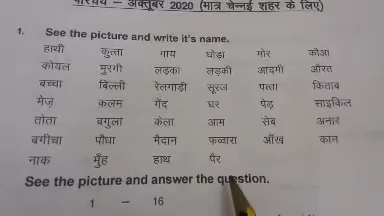 परिचय – अक्तूबर 2020 (मात्र चेन्नई शहर के लिए)
1. See the picture and write it's name.
हाथी कुत्ता गाय घोड़ा मोर कौआ
कोयल मुरगी लड़का लड़की आदमी औरत
बच्चा बिल्ली रेलगाड़ी सूरज पत्ता किताब
मेज़ कलम गेंद घर पेड़ साइकिल
तोता बगुला केला आम सेब अनार
बगीचा पौधा मैदान फव्वारा आँख कान
नाक मुँह हाथ पैर
See the picture and answer the question.
1 – 16